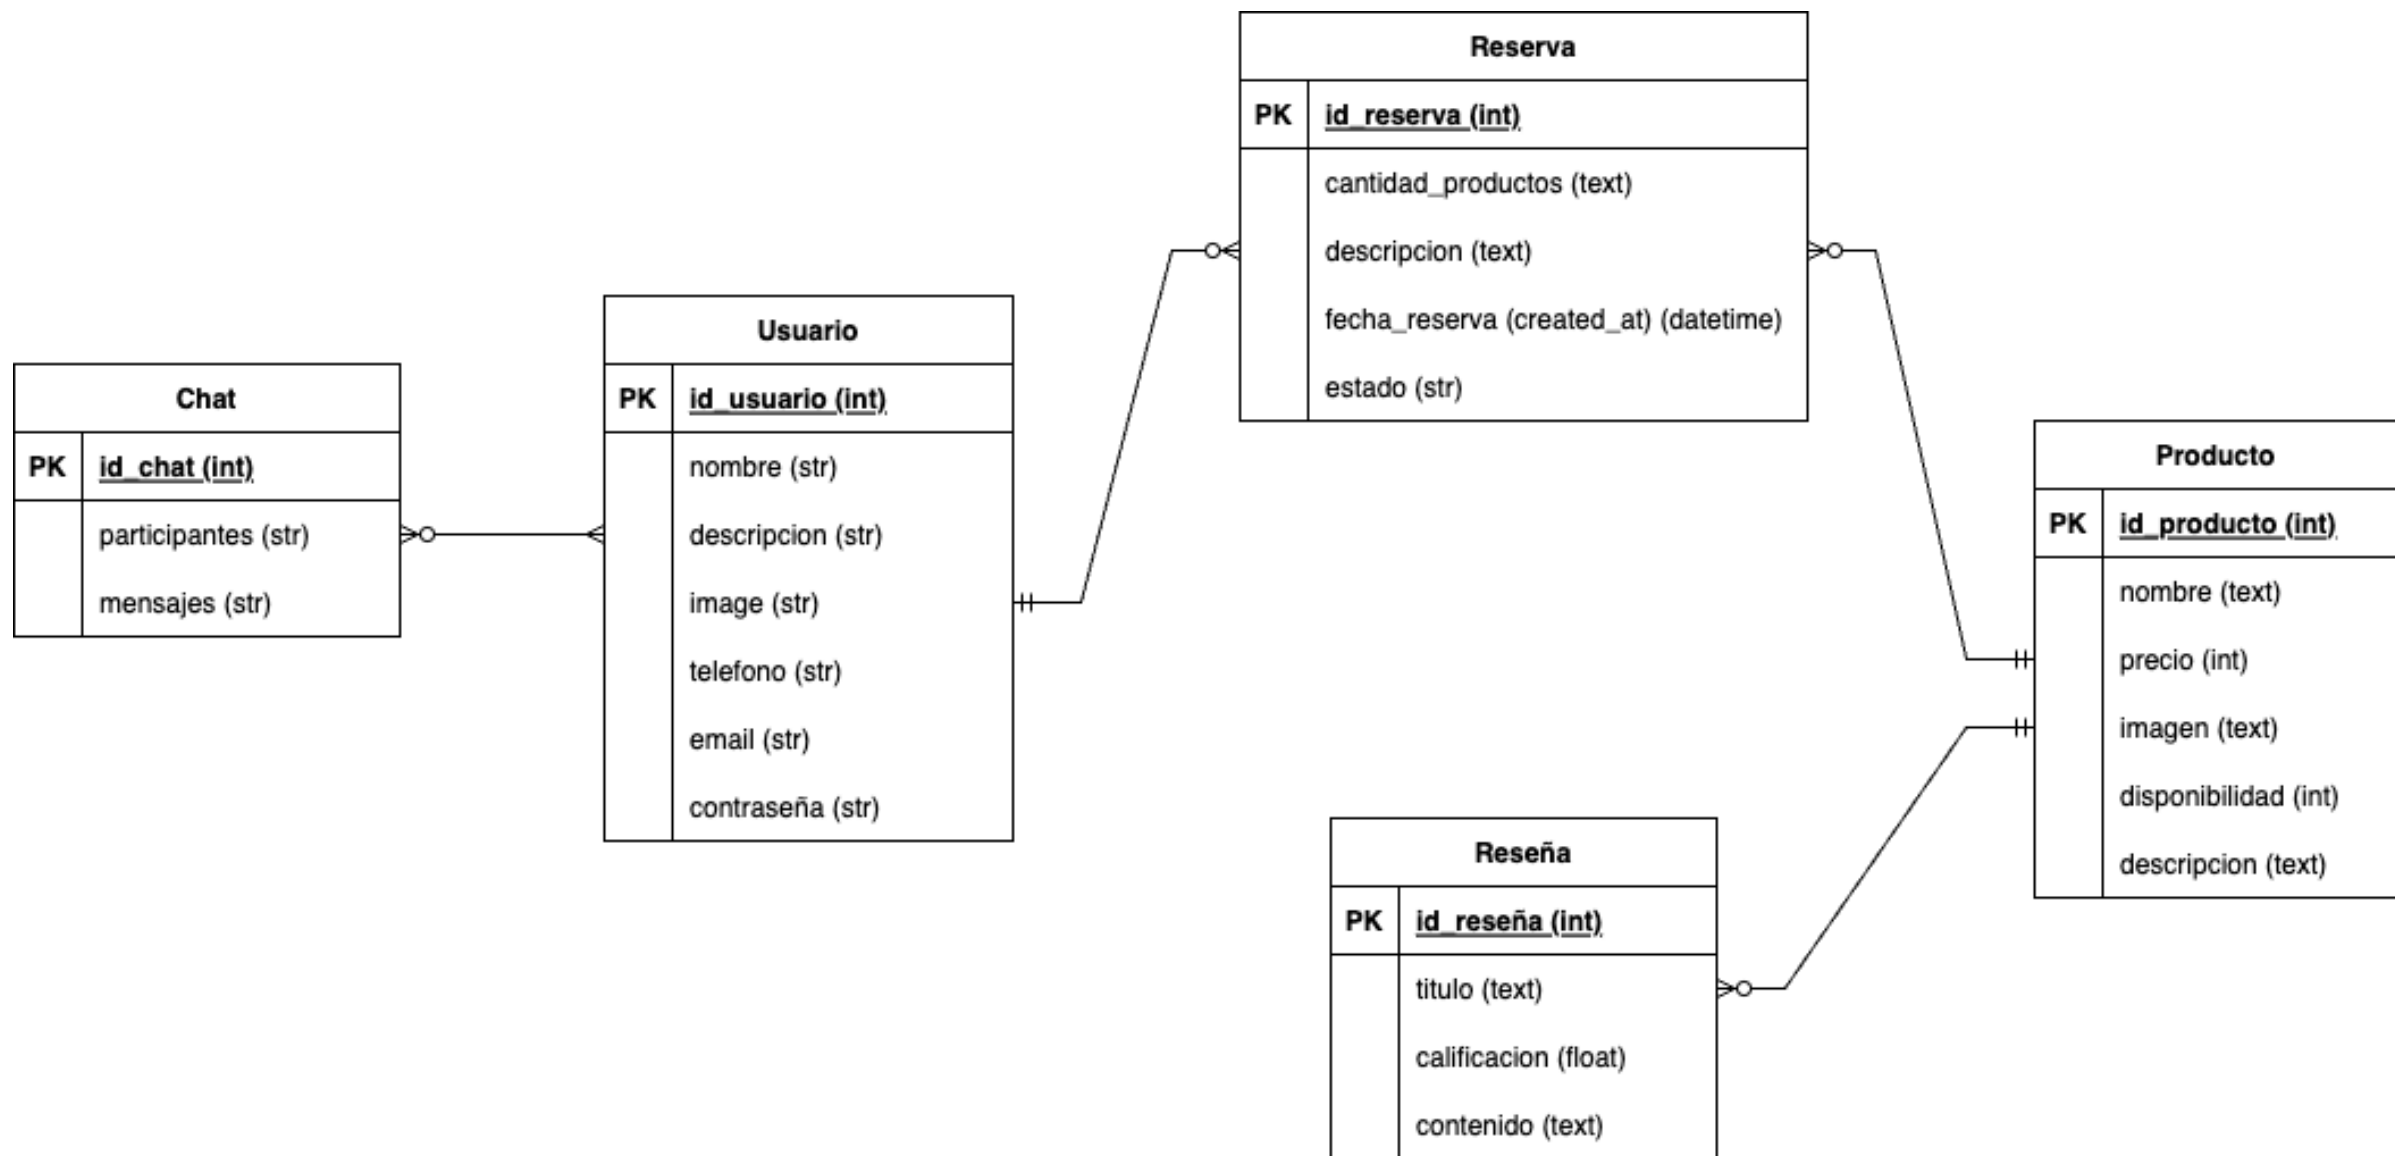 Reserva
PK id_reserva (int)
cantidad_productos (text)
descripcion (text)
fecha_reserva (created_at) (datetime)
estado (str)
Usuario
PK id_usuario (int)
nombre (str)
descripcion (str)
image (str)
telefono (str)
email (str)
contraseña (str)
Chat
PK id_chat (int)
participantes (str)
mensajes (str)
Producto
PK id_producto (int)
nombre (text)
precio (int)
imagen (text)
disponibilidad (int)
descripcion (text)
Reseña
PK id_reseña (int)
titulo (text)
calificacion (float)
contenido (text)